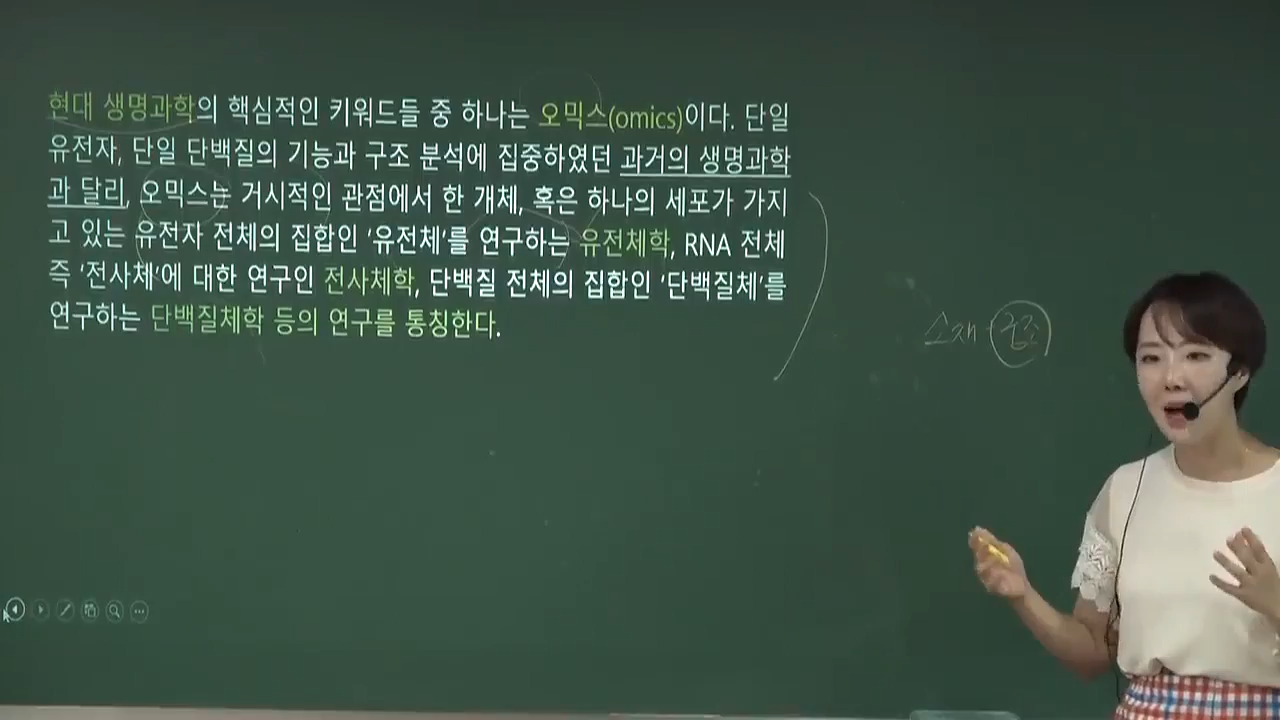 현대 생명과학의 핵심적인 키워드들 중 하나는 오믹스(omics)이다. 단일
유전자, 단일 단백질의 기능과 구조 분석에 집중하였던 과거의 생명과학
과 달리, 오믹스는 거시적인 관점에서 한 개체, 혹은 하나의 세포가 가지
고 있는 유전자 전체의 집합인 ‘유전체’를 연구하는 유전체학, RNA 전체
즉 ‘전사체’에 대한 연구인 전사체학, 단백질 전체의 집합인 ‘단백질체’를
연구하는 단백질체학 등의 연구를 통칭한다.
소재